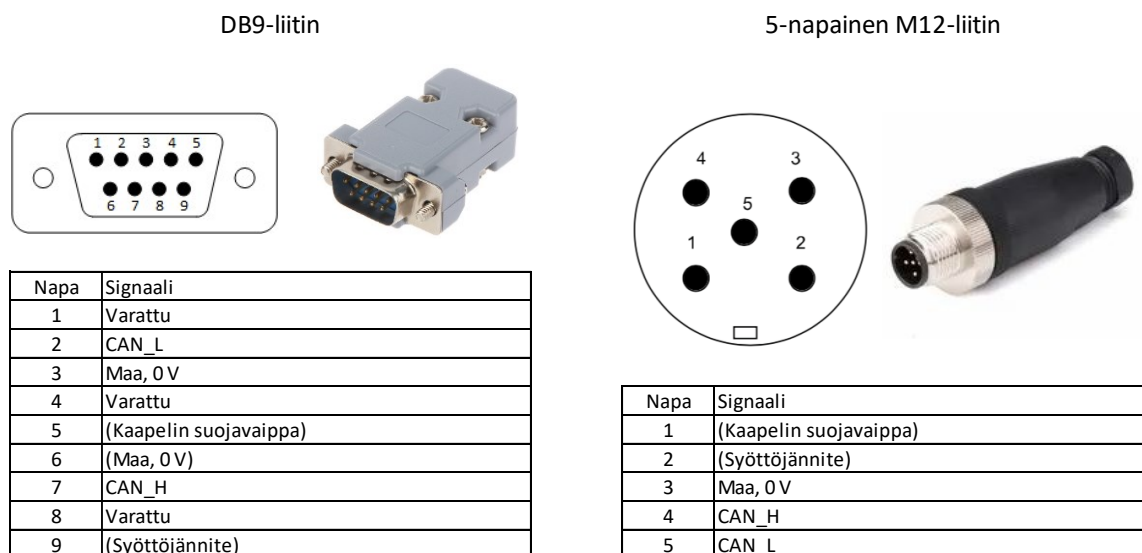 DB9-liitin
1 2 3 4 5
6 7 8 9
Napa Signaali
1 Varattu
2 CAN_L
3 Maa, 0 V
4 Varattu
5 (Kaapelin suojavaippa)
6 (Maa, 0 V)
7 CAN_H
8 Varattu
9 (Syöttöjännite)
5-napainen M12-liitin
4 3
5
1 2
Napa Signaali
1 (Kaapelin suojavaippa)
2 (Syöttöjännite)
3 Maa, 0 V
4 CAN_H
5 CAN_L